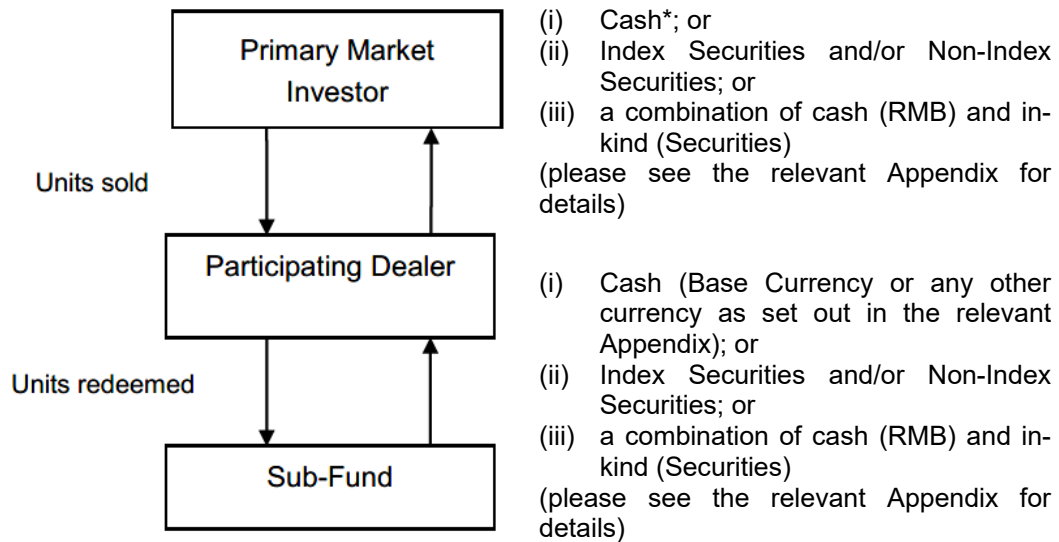 Primary Market
Investor
(i) Cash*; or
(ii) Index Securities and/or Non-Index
Securities; or
(iii) a combination of cash (RMB) and in-
kind (Securities)
(please see the relevant Appendix for
details)
Units sold
Participating Dealer
(i) Cash (Base Currency or any other
currency as set out in the relevant
Appendix); or
(ii) Index Securities and/or Non-Index
Securities; or
(iii) a combination of cash (RMB) and in-
kind (Securities)
(please see the relevant Appendix for
details)
Units redeemed
Sub-Fund